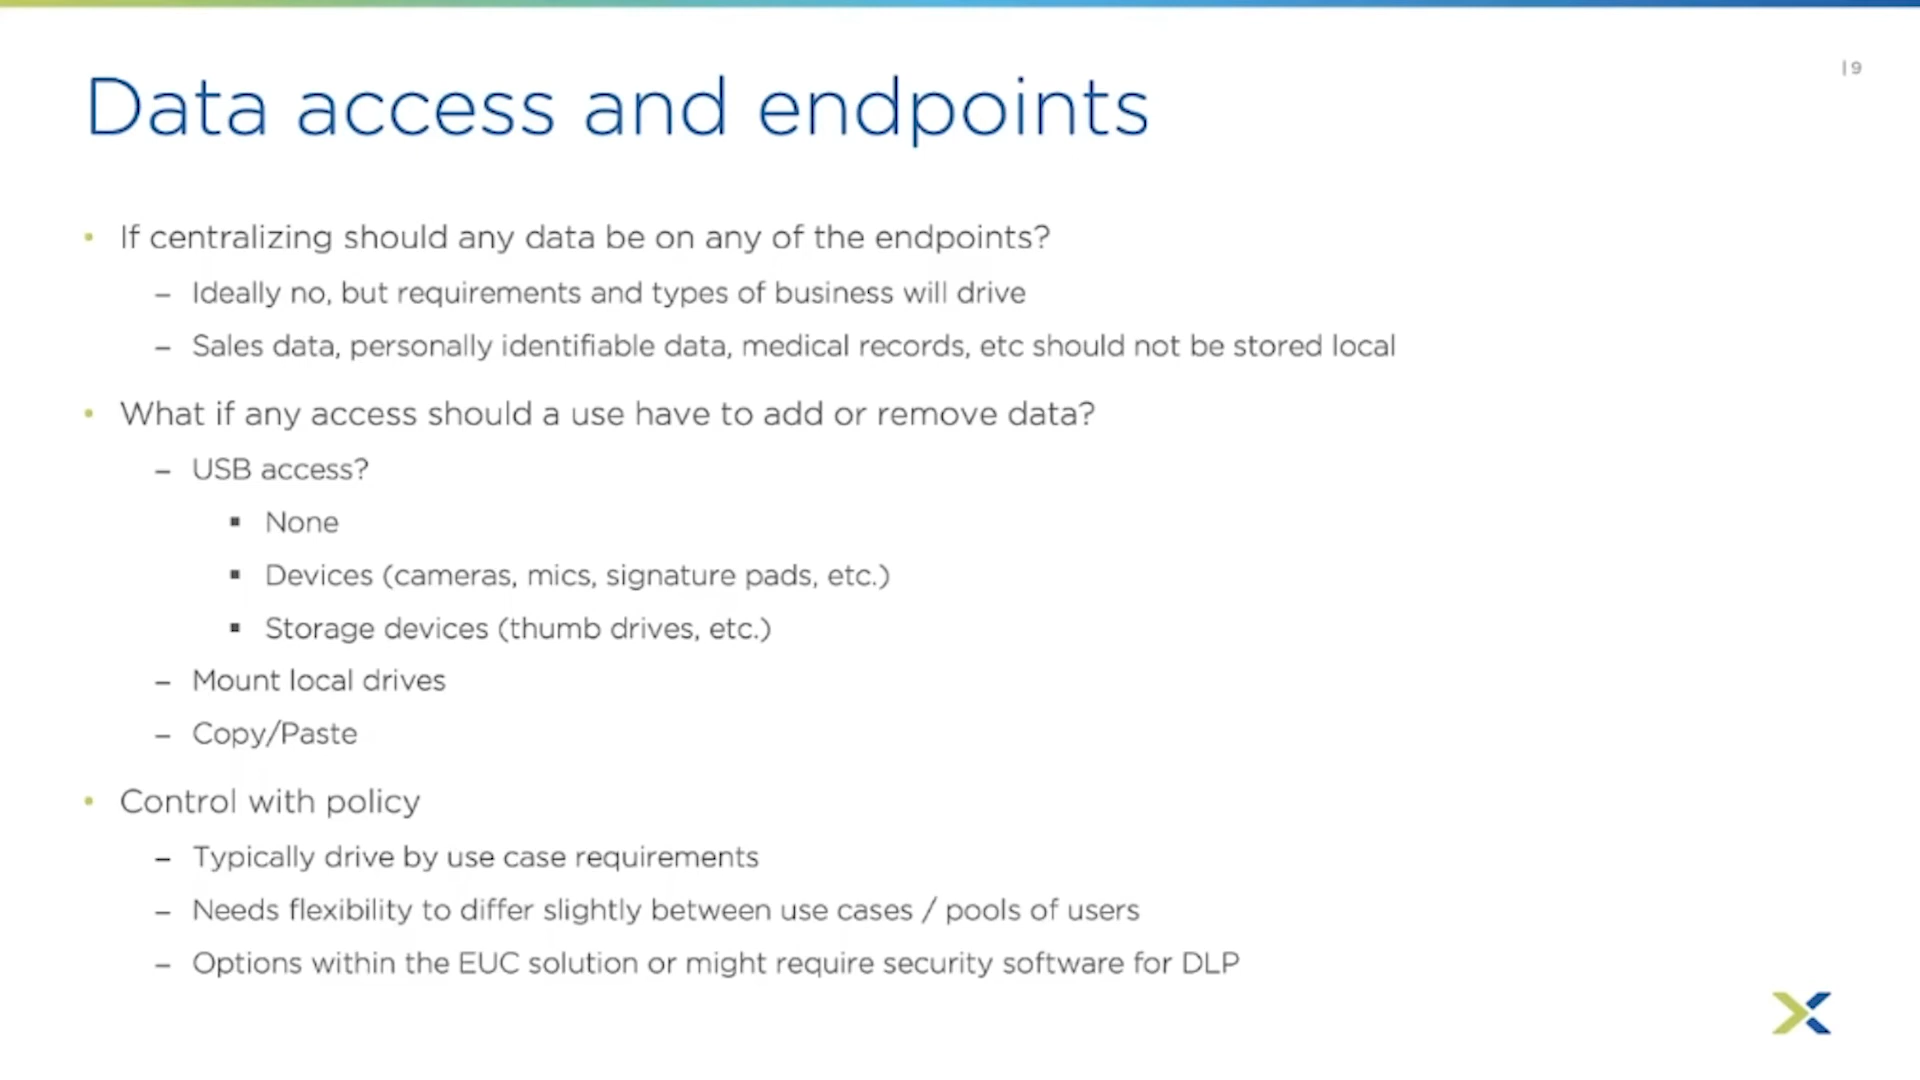 | 9
Data access and endpoints
• If centralizing should any data be on any of the endpoints?
– Ideally no, but requirements and types of business will drive
– Sales data, personally identifiable data, medical records, etc should not be stored local
• What if any access should a use have to add or remove data?
– USB access?
▪ None
▪ Devices (cameras, mics, signature pads, etc.)
▪ Storage devices (thumb drives, etc.)
– Mount local drives
– Copy/Paste
• Control with policy
– Typically drive by use case requirements
– Needs flexibility to differ slightly between use cases / pools of users
– Options within the EUC solution or might require security software for DLP